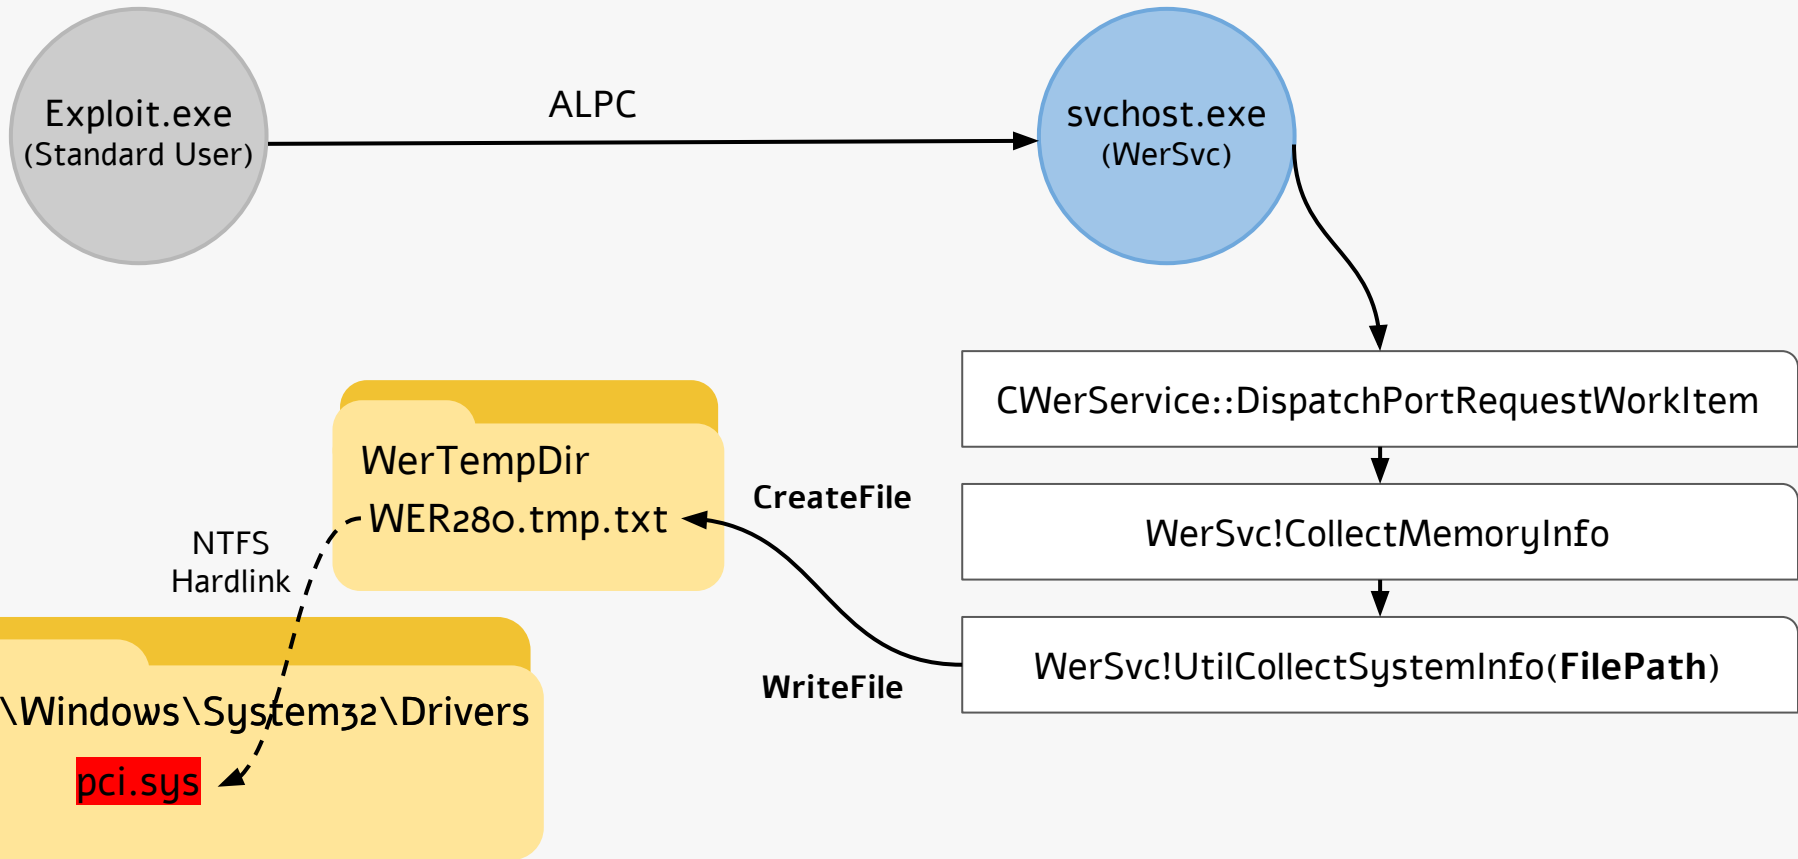 Exploit.exe
(Standard User)
ALPC
svchost.exe
(WerSvc)
CWerService::DispatchPortRequestWorkItem
WerSvc!CollectMemoryInfo
WerSvc!UtilCollectSystemInfo(FilePath)
CreateFile
WriteFile
WerTempDir
WER280.tmp.txt
NTFS
Hardlink
\Windows\System32\Drivers
pci.sys